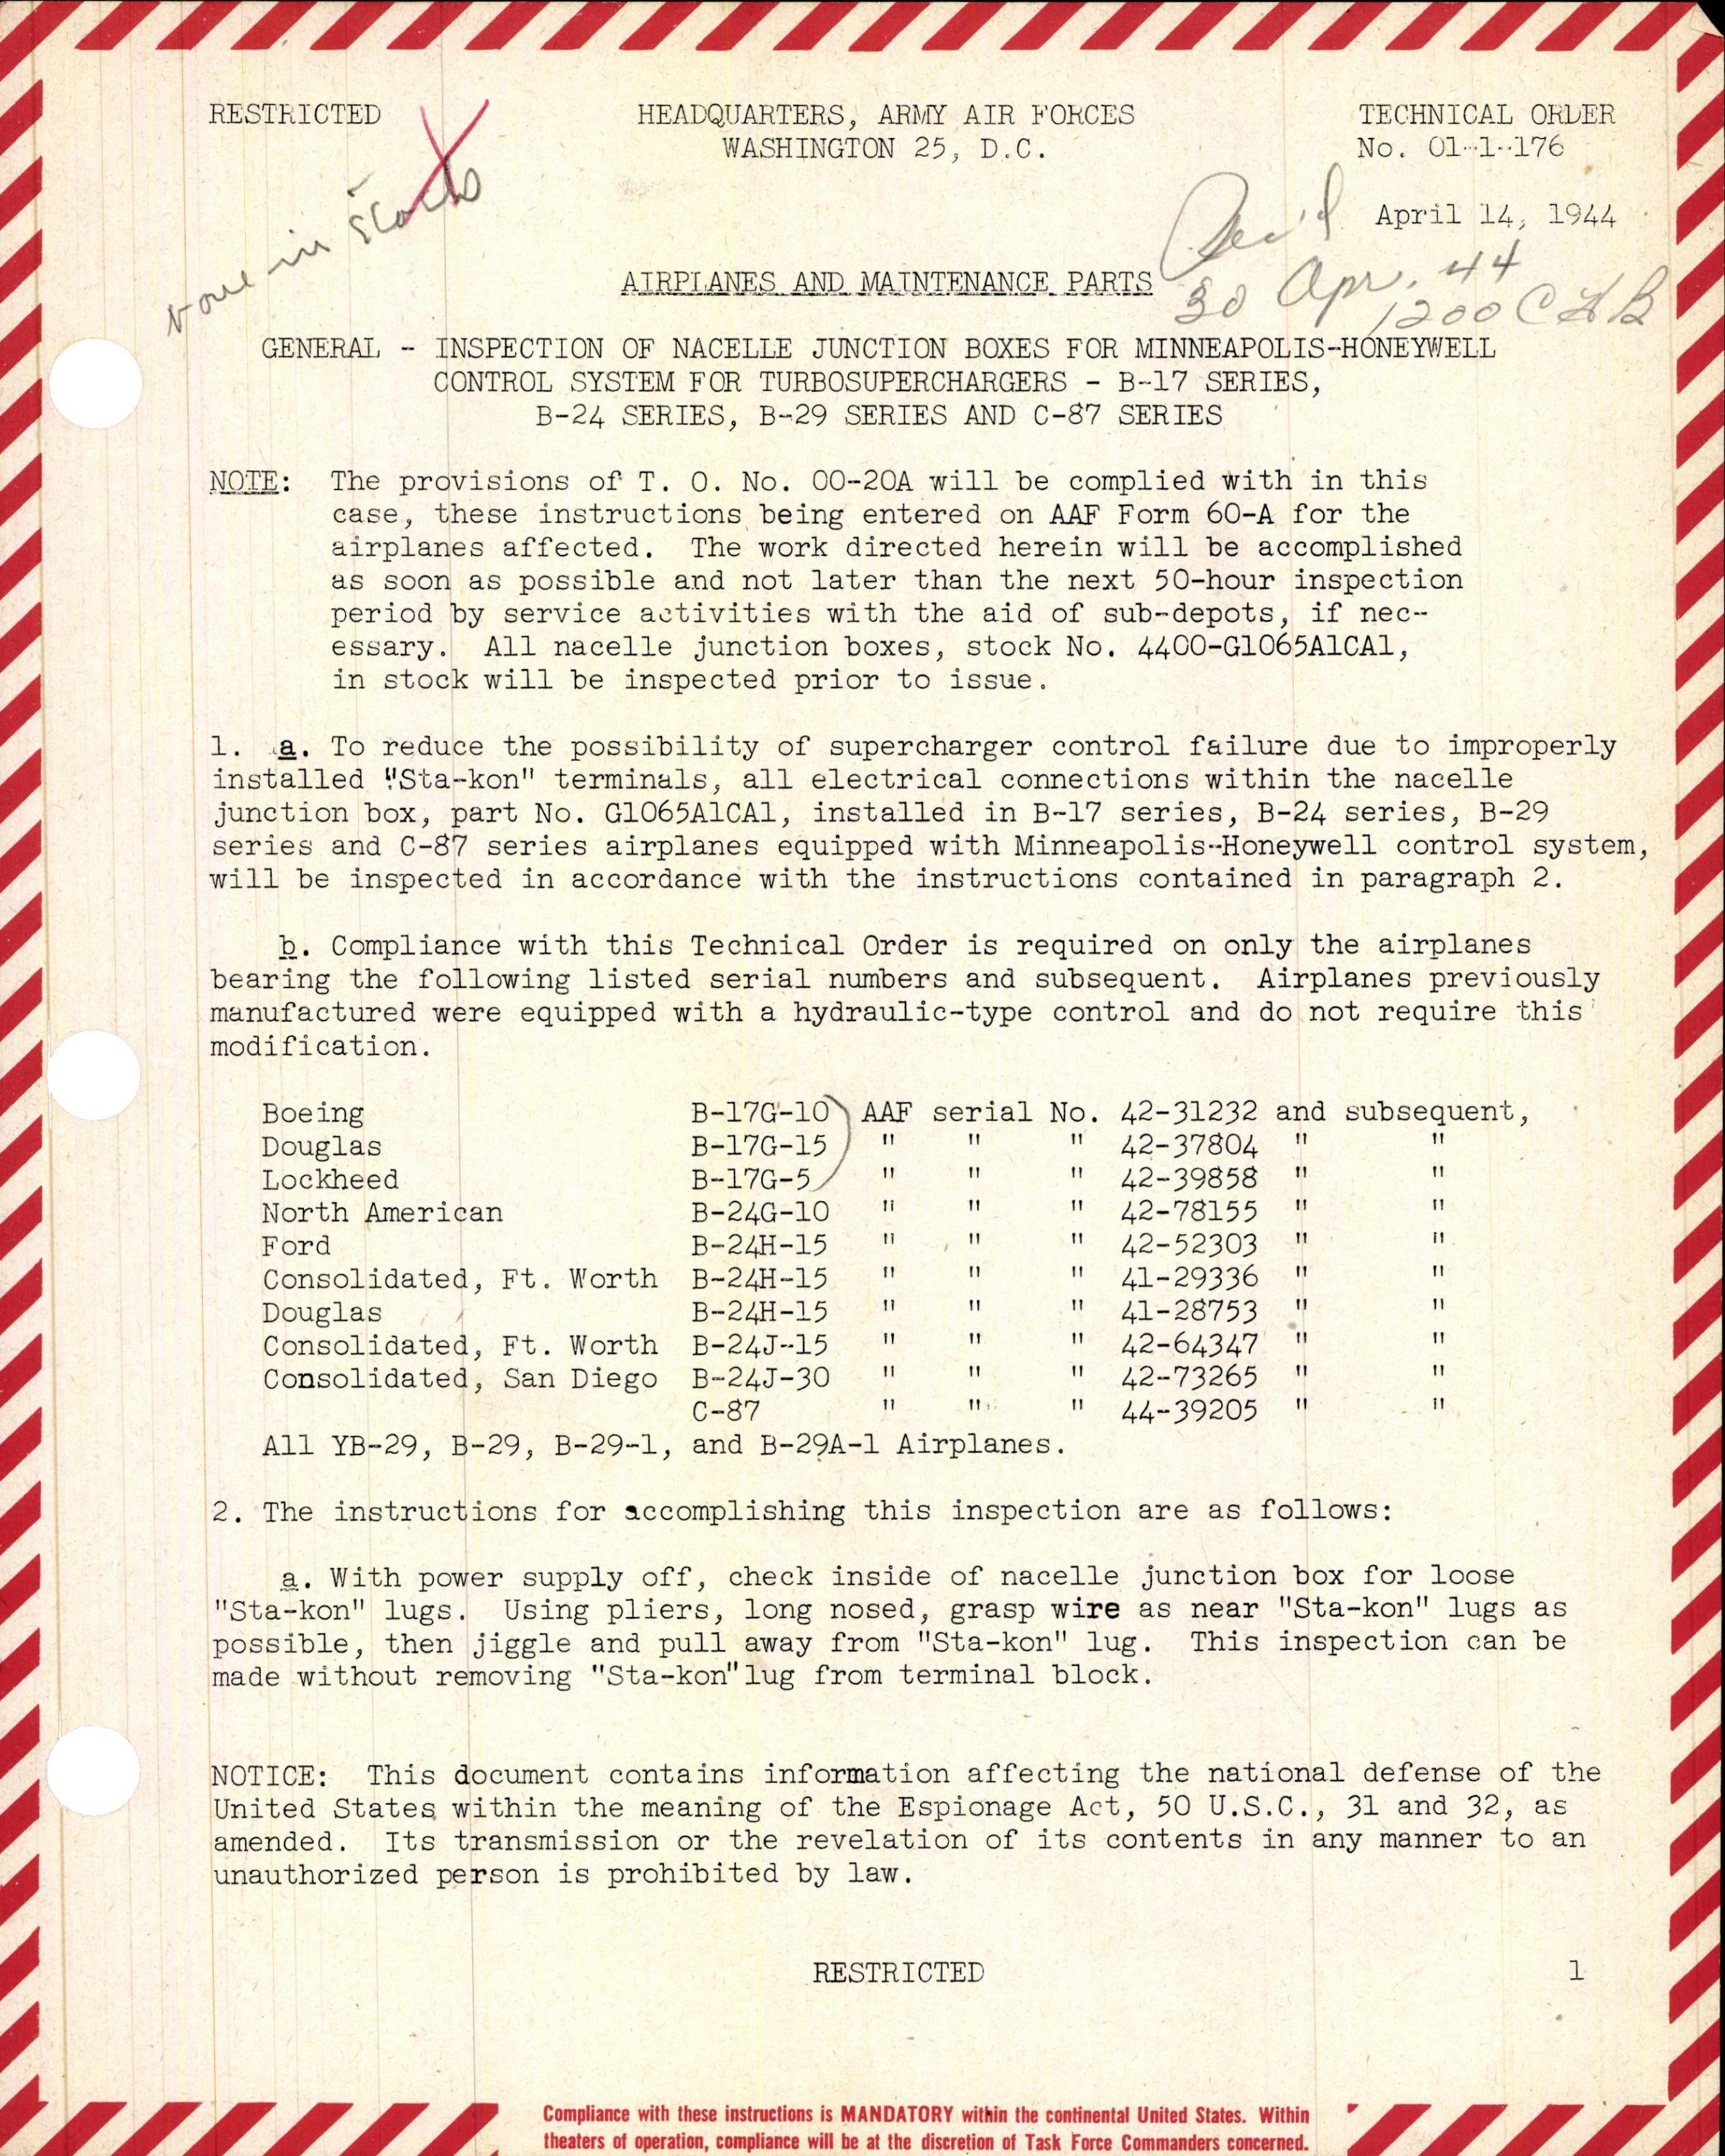 RESTRICTED
HEADQUARTERS, ARMY AIR FORCES
WASHINGTON 25, D.C.
TECHNICAL ORDER
No. 01-1-176
April 14, 1944
none in stock
Rec'd
30 Apr. 44
1200
AIRPLANES AND MAINTENANCE PARTS
GENERAL - INSPECTION OF NACELLE JUNCTION BOXES FOR MINNEAPOLIS-HONEYWELL
CONTROL SYSTEM FOR TURBOSUPERCHARGERS - B-17 SERIES,
B-24 SERIES, B-29 SERIES AND C-87 SERIES
NOTE: The provisions of T. O. No. 00-20A will be complied with in this
case, these instructions being entered on AAF Form 60-A for the
airplanes affected. The work directed herein will be accomplished
as soon as possible and not later than the next 50-hour inspection
period by service activities with the aid of sub-depots, if nec-
essary. All nacelle junction boxes, stock No. 4400-G1065A1CA1,
in stock will be inspected prior to issue.
1. a. To reduce the possibility of supercharger control failure due to improperly
installed "Sta-kon" terminals, all electrical connections within the nacelle
junction box, part No. G1065A1CA1, installed in B-17 series, B-24 series, B-29
series and C-87 series airplanes equipped with Minneapolis-Honeywell control system,
will be inspected in accordance with the instructions contained in paragraph 2.
b. Compliance with this Technical Order is required on only the airplanes
bearing the following listed serial numbers and subsequent. Airplanes previously
manufactured were equipped with a hydraulic-type control and do not require this
modification.
Boeing B-17G-10 AAF serial No. 42-31232 and subsequent,
Douglas B-17G-15 " " " 42-37804 " "
Lockheed B-17G-5 " " " 42-39858 " "
North American B-24G-10 " " " 42-78155 " "
Ford B-24H-15 " " " 42-52303 " "
Consolidated, Ft. Worth B-24H-15 " " " 41-29336 " "
Douglas B-24H-15 " " " 41-28753 " "
Consolidated, Ft. Worth B-24J-15 " " " 42-64347 " "
Consolidated, San Diego B-24J-30 " " " 42-73265 " "
C-87 " " " 44-39205 " "
All YB-29, B-29, B-29-1, and B-29A-1 Airplanes.
2. The instructions for accomplishing this inspection are as follows:
a. With power supply off, check inside of nacelle junction box for loose
"Sta-kon" lugs. Using pliers, long nosed, grasp wire as near "Sta-kon" lugs as
possible, then jiggle and pull away from "Sta-kon" lug. This inspection can be
made without removing "Sta-kon" lug from terminal block.
NOTICE: This document contains information affecting the national defense of the
United States within the meaning of the Espionage Act, 50 U.S.C., 31 and 32, as
amended. Its transmission or the revelation of its contents in any manner to an
unauthorized person is prohibited by law.
RESTRICTED
1
Compliance with these instructions is MANDATORY within the continental United States. Within
theaters of operation, compliance will be at the discretion of Task Force Commanders concerned.